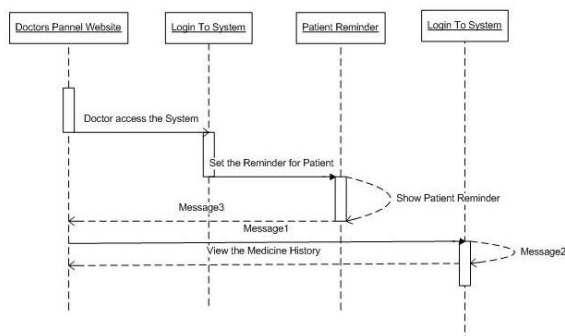 Doctors Pannel Website
Login To System
Patient Reminder
Login To System
Doctor access the System
Set the Reminder for Patient
Show Patient Reminder
Message3
Message1
View the Medicine History
Message2